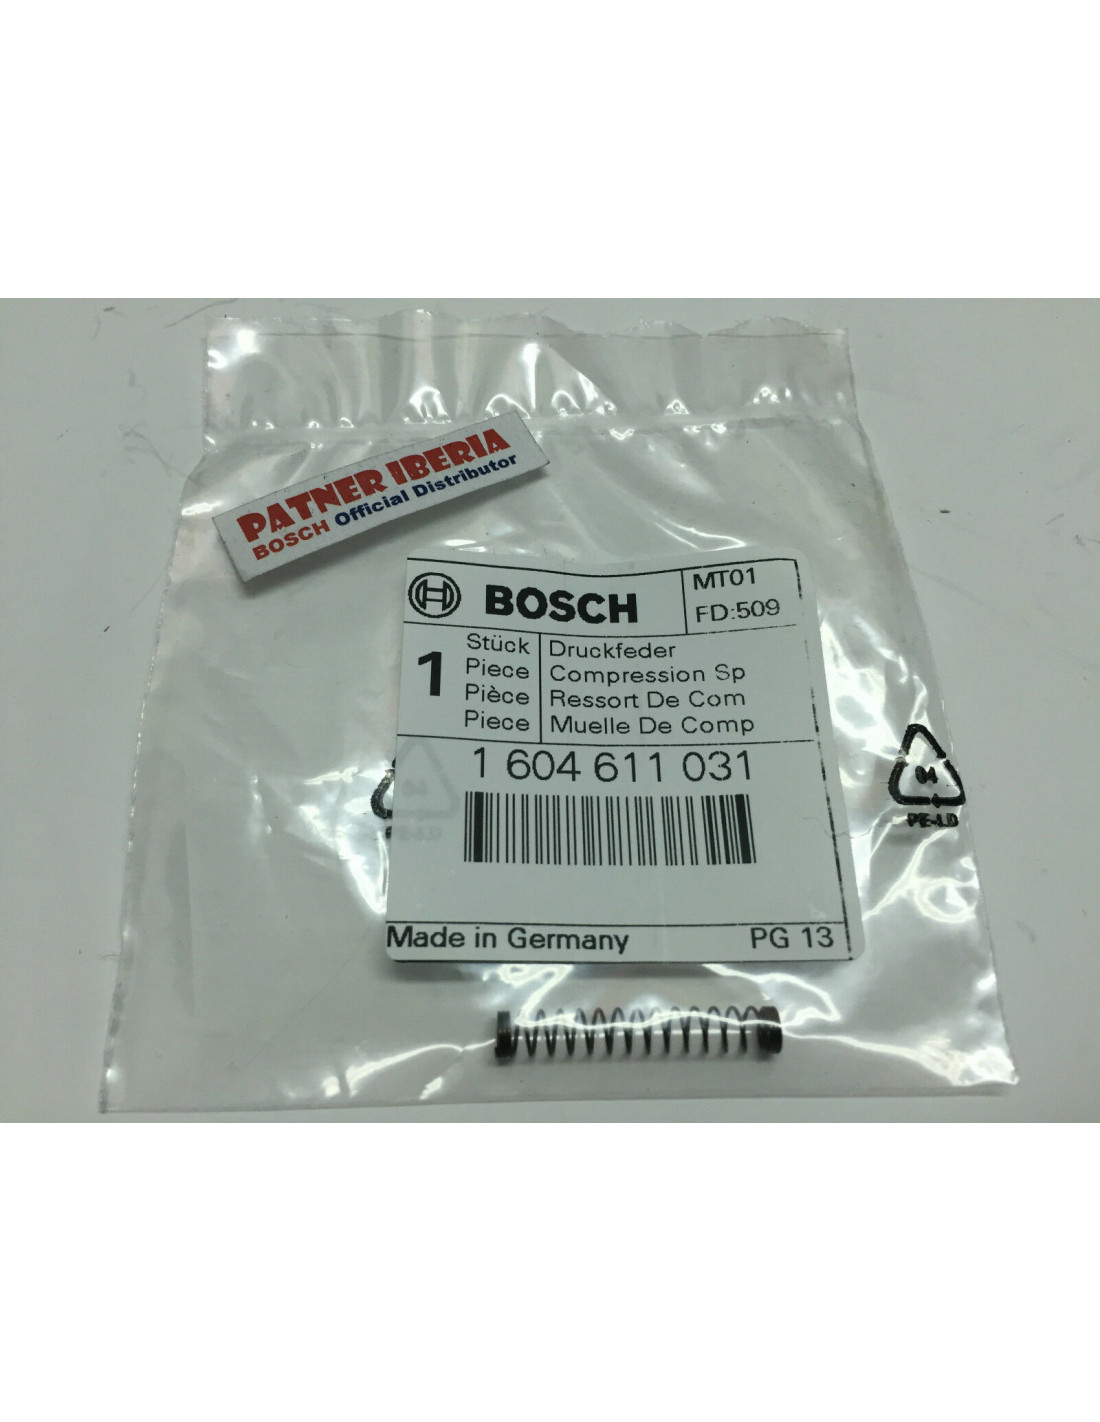 PATNER IBERIA
BOSCH Official Distributor
BOSCH
MT01
FD:509
1
Stück
Piece
Pièce
Piece
Druckfeder
Compression Sp
Ressort De Com
Muelle De Comp
1 604 611 031
Made in Germany
PG 13
04
PE-LD